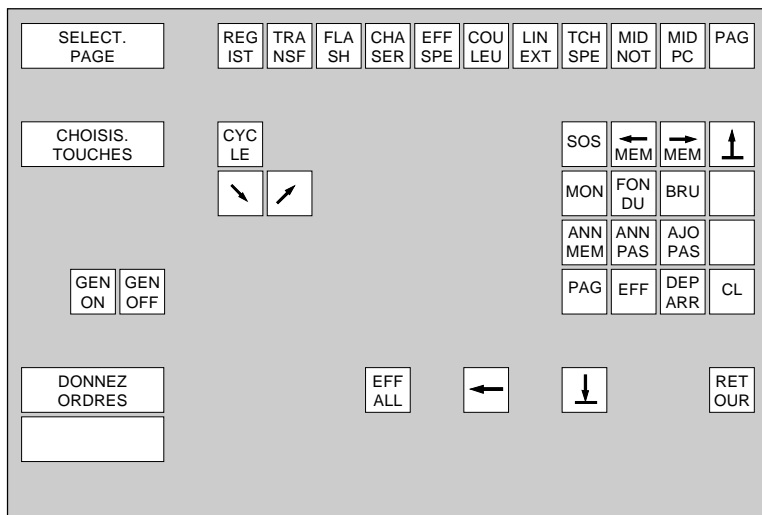 SELECT.
PAGE
REG
IST
TRA
NSF
FLA
SH
CHA
SER
EFF
SPE
COU
LEU
LIN
EXT
TCH
SPE
MID
NOT
MID
PC
PAG
CHOISIS.
TOUCHES
CYC
LE
SOS
MEM
MEM
MON
FON
DU
BRU
ANN
MEM
ANN
PAS
AJO
PAS
GEN
ON
GEN
OFF
PAG
EFF
DEP
ARR
CL
DONNEZ
ORDRES
EFF
ALL
RET
OUR